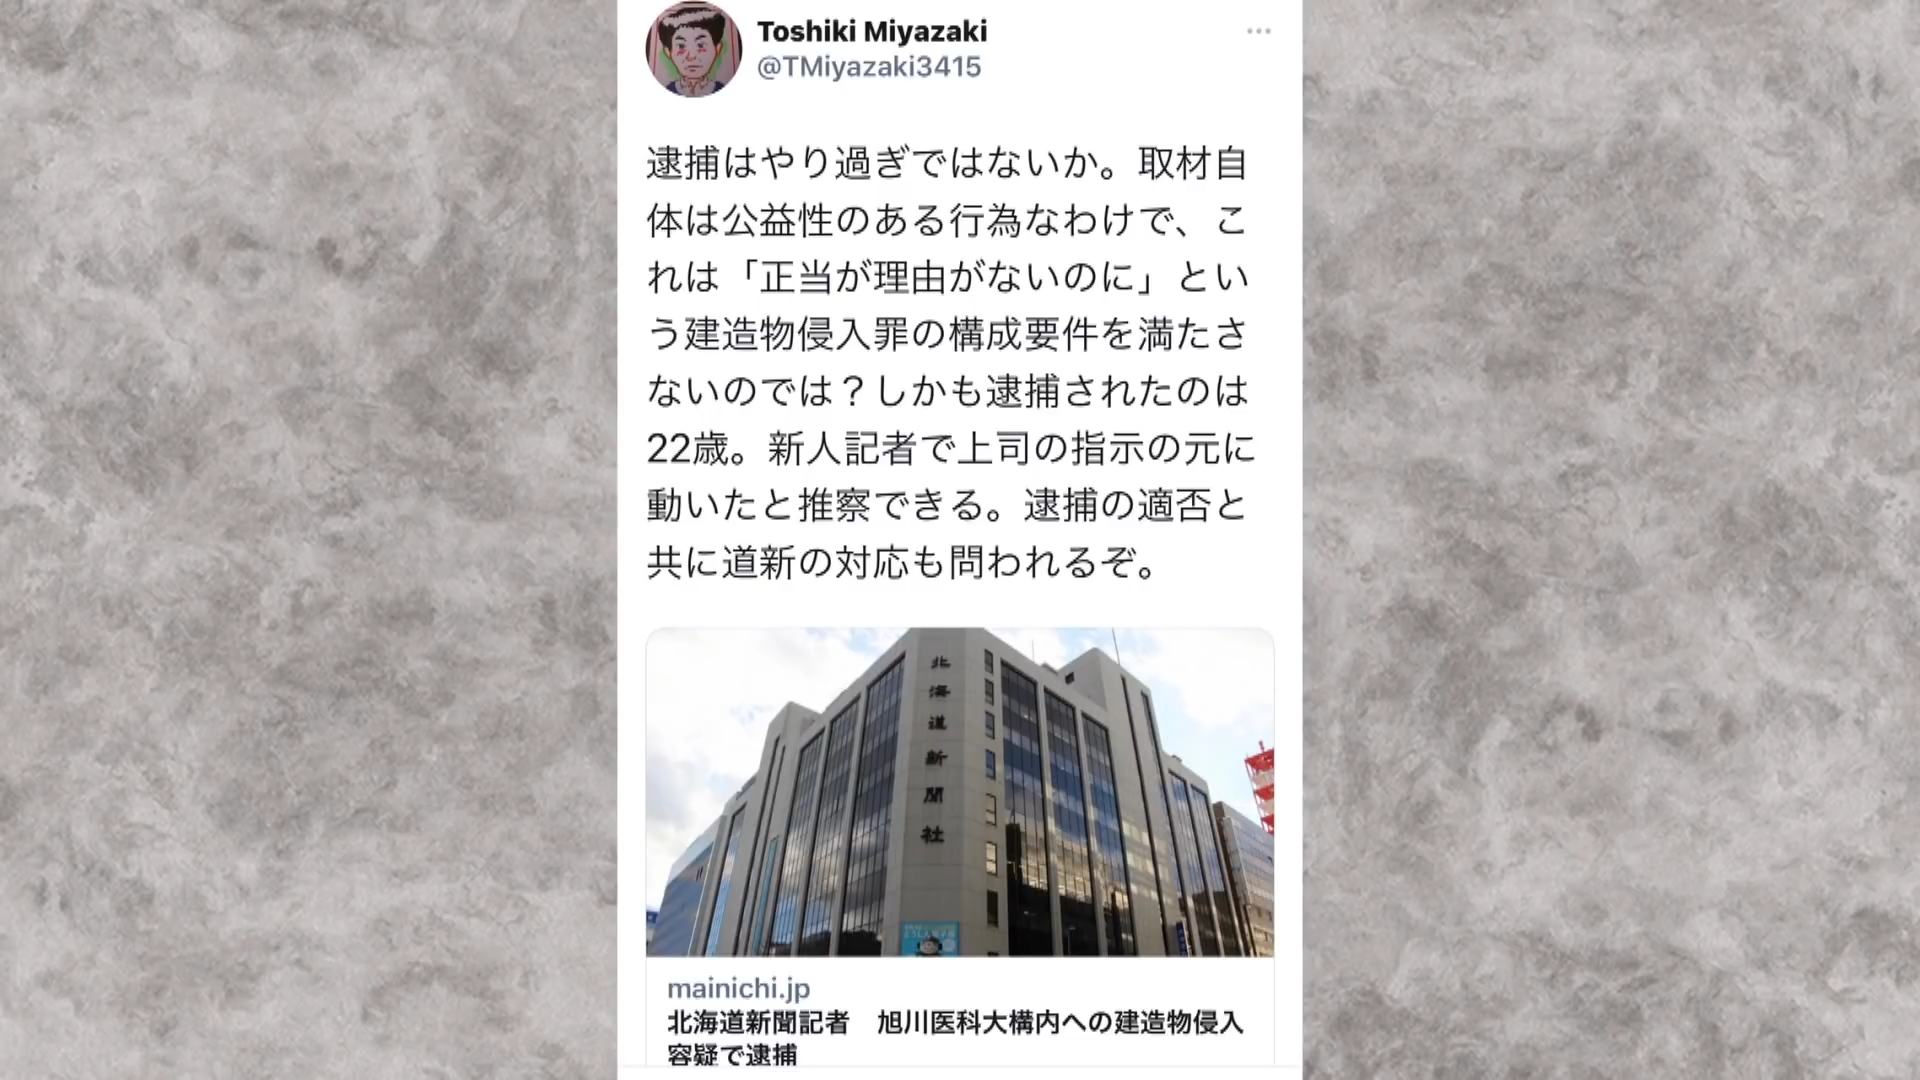 Toshiki Miyazaki
@TMiyazaki3415
逮捕はやり過ぎではないか。取材自
体は公益性のある行為なわけで、こ
れは「正当が理由がないのに」とい
う建造物侵入罪の構成要件を満たさ
ないのでは？しかも逮捕されたのは
22歳。新人記者で上司の指示の元に
動いたと推察できる。逮捕の適否と
共に道新の対応も問われるぞ。
北海道新聞社
mainichi.jp
北海道新聞記者　旭川医科大構内への建造物侵入
容疑で逮捕